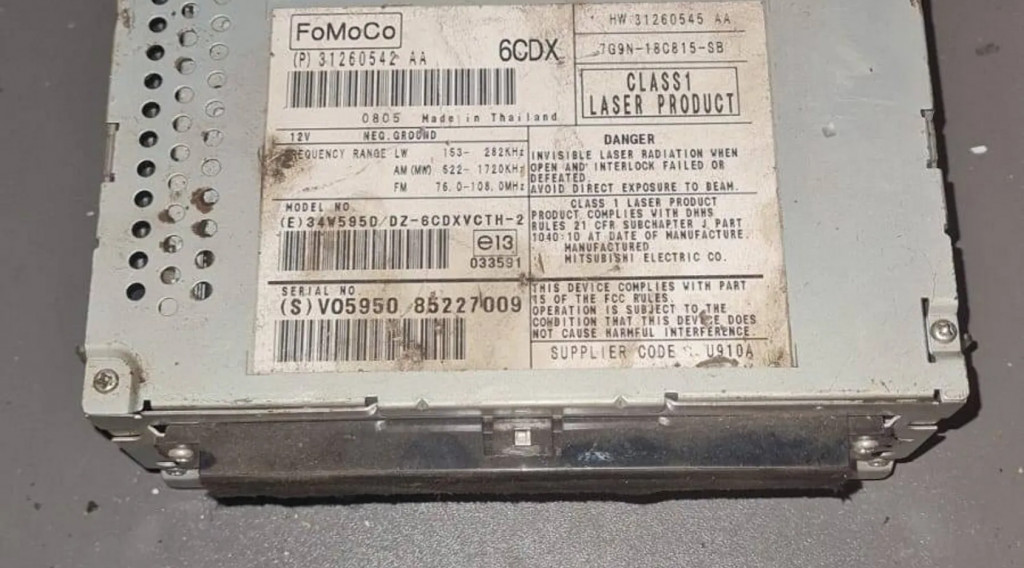 FoMoCo
(P) 31260542 AA
6CDX
0805 Made in Thailand
12V NEG.GROUND
FREQUENCY RANGE LW 153- 282KHz
AM(MW) 522- 1720KHz
FM 76.0-108.0MHz
MODEL NO.
(E)34W5950/DZ-6CDXVCTH-2
e13
033591
SERIAL NO.
(S)V05950 85227009
HW 31260545 AA
7G9N-18C815-SB
CLASS1
LASER PRODUCT
DANGER
INVISIBLE LASER RADIATION WHEN
OPEN AND INTERLOCK FAILED OR
DEFEATED.
AVOID DIRECT EXPOSURE TO BEAM.
CLASS 1 LASER PRODUCT
PRODUCT COMPLIES WITH DHHS
RULES 21 CFR SUBCHAPTER J PART
1040:10 AT DATE OF MANUFACTURE.
MANUFACTURED
MITSUBISHI ELECTRIC CO.
THIS DEVICE COMPLIES WITH PART
15 OF THE FCC RULES.
OPERATION IS SUBJECT TO THE
CONDITION THAT THIS DEVICE DOES
NOT CAUSE HARMFUL INTERFERENCE.
SUPPLIER CODE : U910A